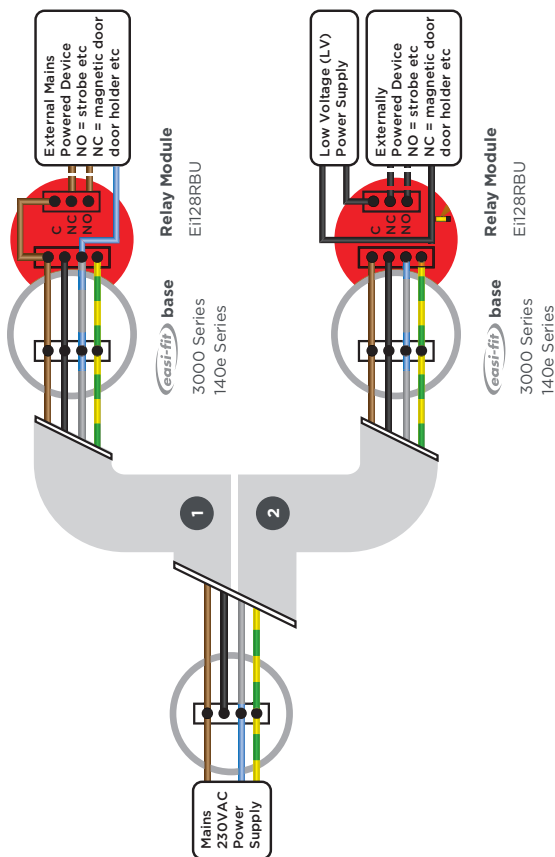 Mains
230VAC
Power
Supply
1
2
External Mains
Powered Device
NO = strobe etc
NC = magnetic door
door holder etc
C
NC
NO
Relay Module
Ei128RBU
easi-fit base
3000 Series
140e Series
Low Voltage (LV)
Power Supply
Externally
Powered Device
NO = strobe etc
NC = magnetic door
door holder etc
C
NC
NO
Relay Module
Ei128RBU
easi-fit base
3000 Series
140e Series